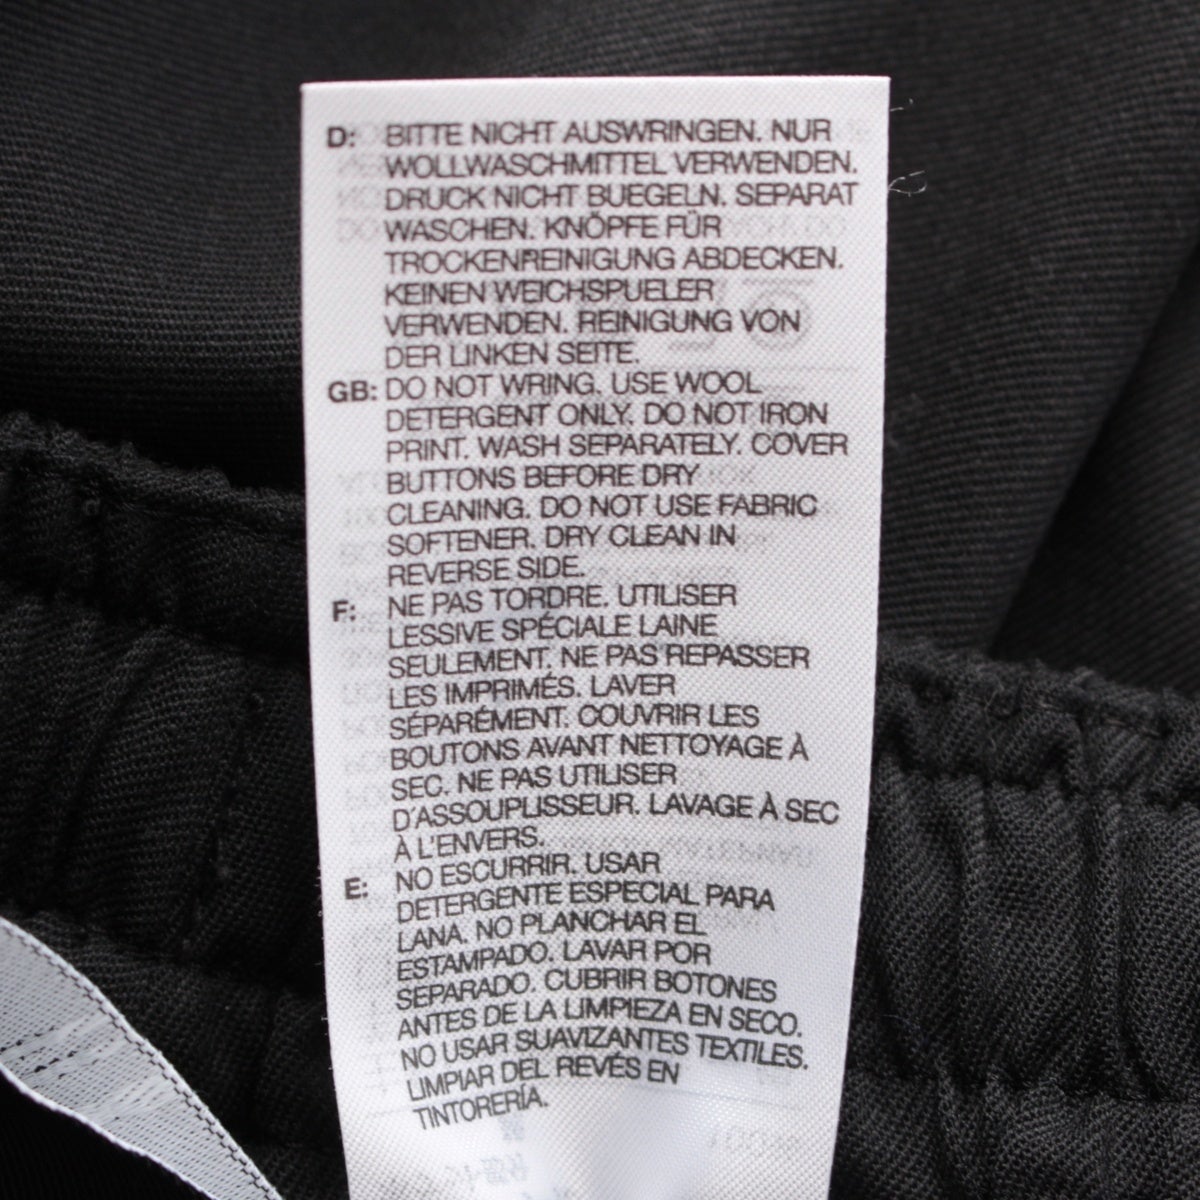 D: BITTE NICHT AUSWRINGEN. NUR
WOLLWASCHMITTEL VERWENDEN.
DRUCK NICHT BUEGELN. SEPARAT
WASCHEN. KNÖPFE FÜR
TROCKENREINIGUNG ABDECKEN.
KEINEN WEICHSPUELER
VERWENDEN. REINIGUNG VON
DER LINKEN SEITE.
GB: DO NOT WRING. USE WOOL
DETERGENT ONLY. DO NOT IRON
PRINT. WASH SEPARATELY. COVER
BUTTONS BEFORE DRY
CLEANING. DO NOT USE FABRIC
SOFTENER. DRY CLEAN IN
REVERSE SIDE.
F: NE PAS TORDRE. UTILISER
LESSIVE SPÉCIALE LAINE
SEULEMENT. NE PAS REPASSER
LES IMPRIMÉS. LAVER
SÉPARÉMENT. COUVRIR LES
BOUTONS AVANT NETTOYAGE À
SEC. NE PAS UTILISER
D'ASSOUPLISSEUR. LAVAGE À SEC
À L'ENVERS.
E: NO ESCURRIR. USAR
DETERGENTE ESPECIAL PARA
LANA. NO PLANCHAR EL
ESTAMPADO. LAVAR POR
SEPARADO. CUBRIR BOTONES
ANTES DE LA LIMPIEZA EN SECO.
NO USAR SUAVIZANTES TEXTILES.
LIMPIAR DEL REVÉS EN
TINTORERÍA.